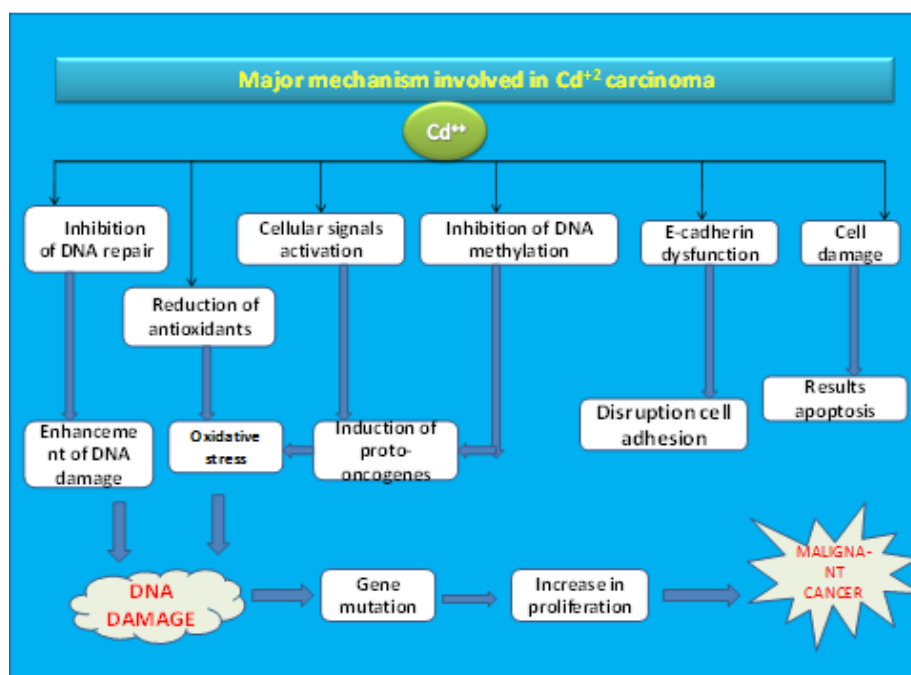 Major mechanism involved in Cd⁺² carcinoma
Cd⁺⁺
Inhibition
of DNA repair
Cellular signals
activation
Inhibition of DNA
methylation
E-cadherin
dysfunction
Cell
damage
Reduction of
antioxidants
Results
apoptosis
Disruption cell
adhesion
Enhanceme
nt of DNA
damage
Oxidative
stress
Induction of
proto-
oncogenes
DNA
DAMAGE
Gene
mutation
Increase in
proliferation
MALIGNA-
NT
CANCER